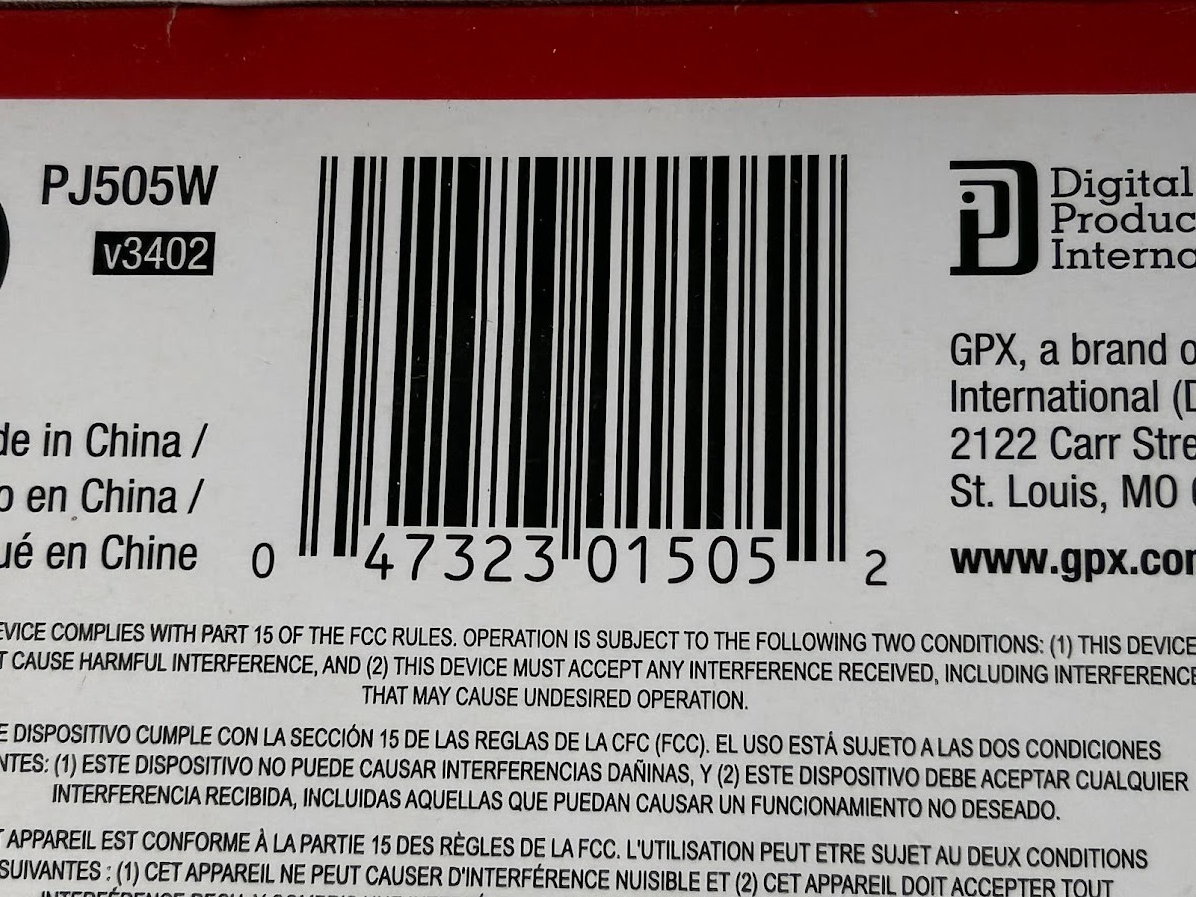 PJ505W
v3402
Digital
Produc
Interna
GPX, a brand o
International (D
2122 Carr Stre
St. Louis, MO
www.gpx.com
de in China /
o en China /
ué en Chine
0 47323 01505 2
EVICE COMPLIES WITH PART 15 OF THE FCC RULES. OPERATION IS SUBJECT TO THE FOLLOWING TWO CONDITIONS: (1) THIS DEVICE
T CAUSE HARMFUL INTERFERENCE, AND (2) THIS DEVICE MUST ACCEPT ANY INTERFERENCE RECEIVED, INCLUDING INTERFERENCE
THAT MAY CAUSE UNDESIRED OPERATION.
E DISPOSITIVO CUMPLE CON LA SECCIÓN 15 DE LAS REGLAS DE LA CFC (FCC). EL USO ESTÁ SUJETO A LAS DOS CONDICIONES
NTES: (1) ESTE DISPOSITIVO NO PUEDE CAUSAR INTERFERENCIAS DAÑINAS, Y (2) ESTE DISPOSITIVO DEBE ACEPTAR CUALQUIER
INTERFERENCIA RECIBIDA, INCLUIDAS AQUELLAS QUE PUEDAN CAUSAR UN FUNCIONAMIENTO NO DESEADO.
T APPAREIL EST CONFORME À LA PARTIE 15 DES RÈGLES DE LA FCC. L'UTILISATION PEUT ETRE SUJET AU DEUX CONDITIONS
SUIVANTES : (1) CET APPAREIL NE PEUT CAUSER D'INTERFÉRENCE NUISIBLE ET (2) CET APPAREIL DOIT ACCEPTER TOUT